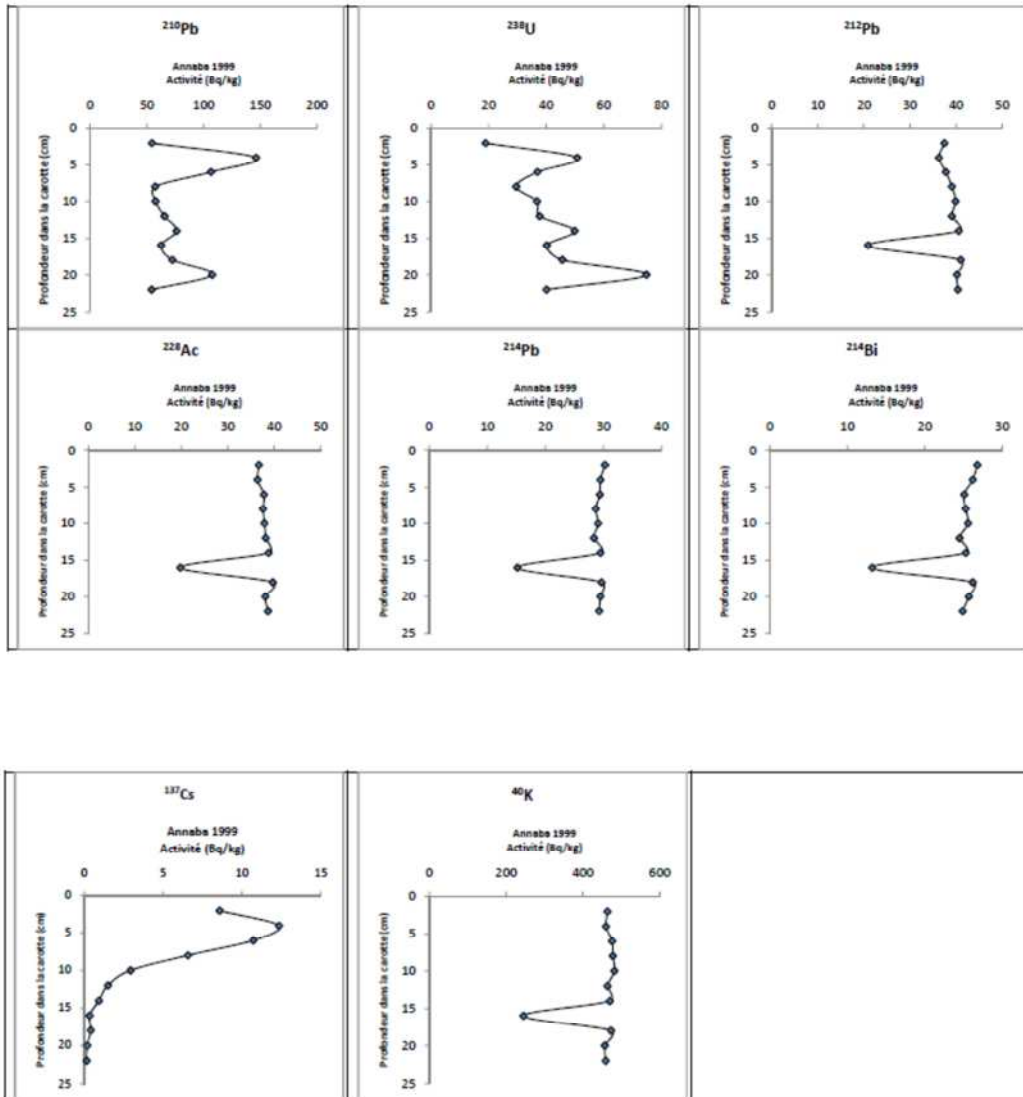 ²¹⁰Pb
Annaba 1999
Activité (Bq/kg)
0 50 100 150 200
Profondeur dans la carotte (cm)
0
5
10
15
20
25
²³⁸U
Annaba 1999
Activité (Bq/kg)
0 20 40 60 80
Profondeur dans la carotte (cm)
0
5
10
15
20
25
²¹²Pb
Annaba 1999
Activité (Bq/kg)
0 10 20 30 40 50
Profondeur dans la carotte (cm)
0
5
10
15
20
25
²²⁸Ac
Annaba 1999
Activité (Bq/kg)
0 10 20 30 40 50
Profondeur dans la carotte (cm)
0
5
10
15
20
25
²¹⁴Pb
Annaba 1999
Activité (Bq/kg)
0 10 20 30 40
Profondeur dans la carotte (cm)
0
5
10
15
20
25
²¹⁴Bi
Annaba 1999
Activité (Bq/kg)
0 10 20 30
Profondeur dans la carotte (cm)
0
5
10
15
20
25
¹³⁷Cs
Annaba 1999
Activité (Bq/kg)
0 5 10 15
Profondeur dans la carotte (cm)
0
5
10
15
20
25
⁴⁰K
Annaba 1999
Activité (Bq/kg)
0 200 400 600
Profondeur dans la carotte (cm)
0
5
10
15
20
25